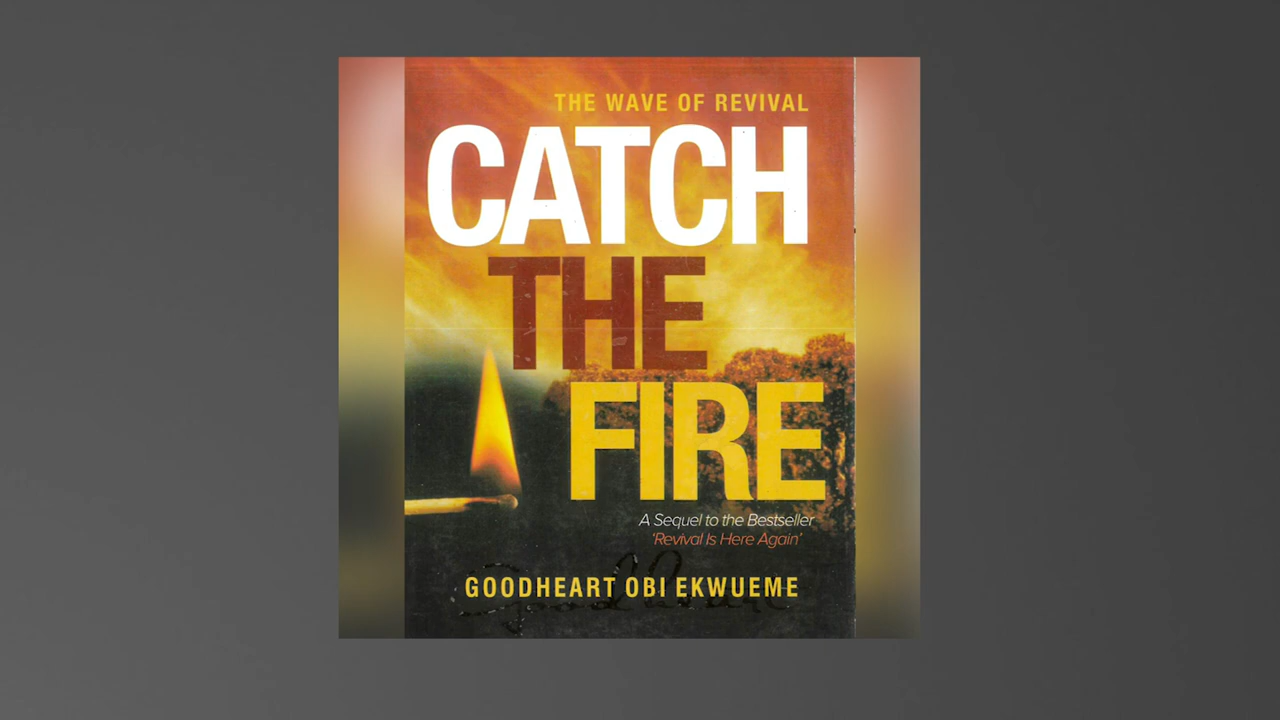 THE WAVE OF REVIVAL
CATCH
THE
FIRE
A Sequel to the Bestseller
‘Revival Is Here Again’
GOODHEART OBI EKWUEME